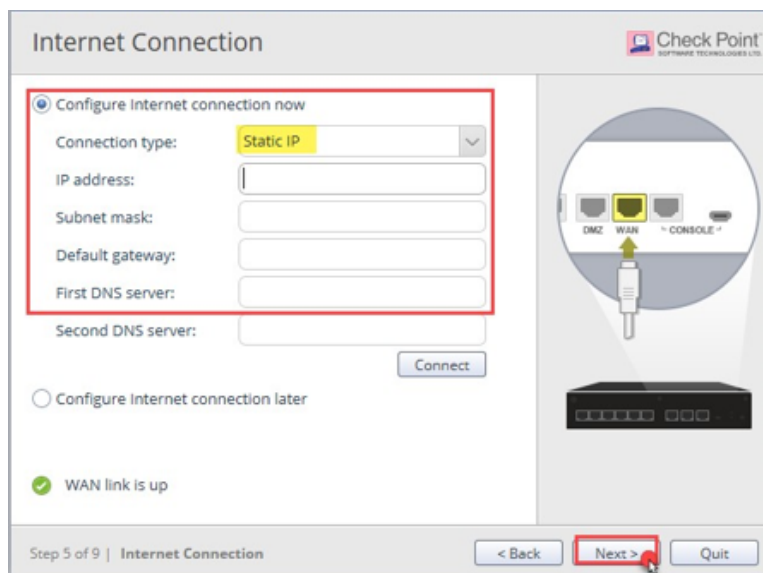 Internet Connection
Check Point
SOFTWARE TECHNOLOGIES LTD.
Configure Internet connection now
Connection type: Static IP
IP address:
Subnet mask:
Default gateway:
First DNS server:
Second DNS server:
Connect
Configure Internet connection later
WAN link is up
DMZ WAN CONSOLE
Step 5 of 9 | Internet Connection
< Back Next > Quit